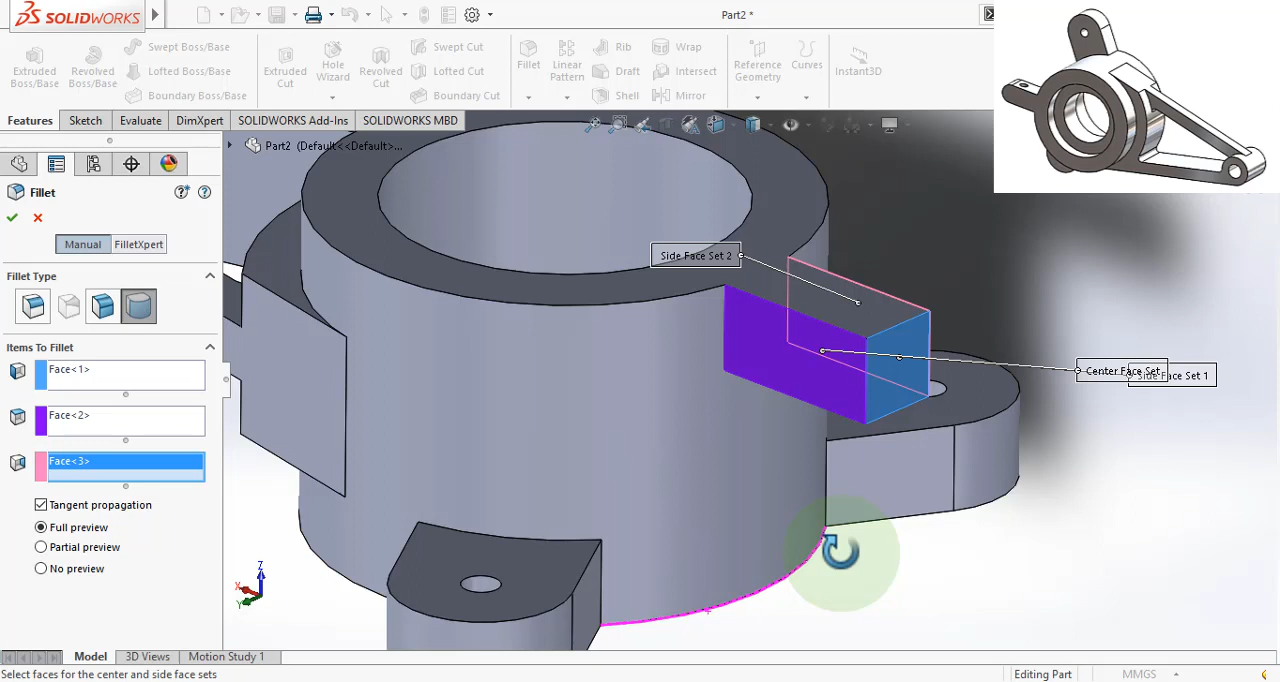 SOLIDWORKS
Part2 *
Extruded Boss/Base
Revolved Boss/Base
Swept Boss/Base
Lofted Boss/Base
Boundary Boss/Base
Extruded Cut
Hole Wizard
Revolved Cut
Swept Cut
Lofted Cut
Boundary Cut
Fillet
Linear Pattern
Rib
Draft
Shell
Wrap
Intersect
Mirror
Reference Geometry
Curves
Instant3D
Features
Sketch
Evaluate
DimXpert
SOLIDWORKS Add-Ins
SOLIDWORKS MBD
Part2 (Default<<Default>...
Fillet
Manual
FilletXpert
Fillet Type
Items To Fillet
Face<1>
Face<2>
Face<3>
Tangent propagation
Full preview
Partial preview
No preview
Side Face Set 2
Center Face Set
Side Face Set 1
Z
X
Y
Model
3D Views
Motion Study 1
Select faces for the center and side face sets
Editing Part
MMGS